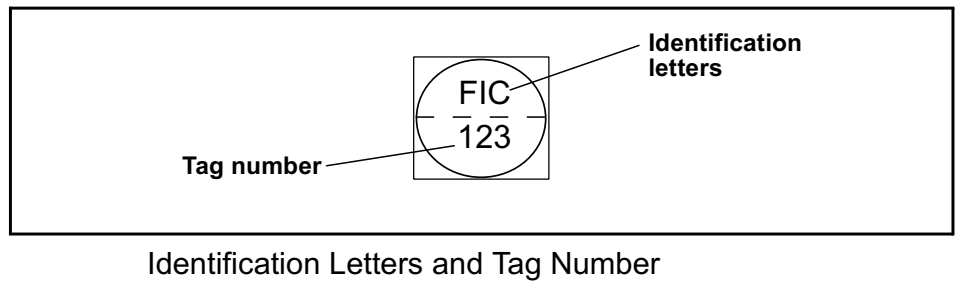 Identification
letters
FIC
123
Tag number
Identification Letters and Tag Number